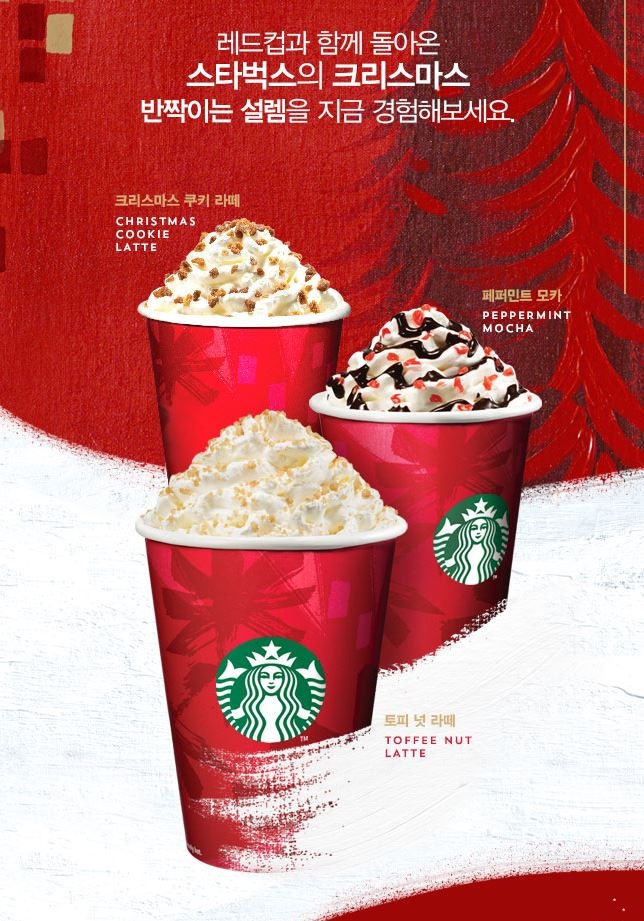 레드컵과 함께 돌아온
스타벅스의 크리스마스
반짝이는 설렘을 지금 경험해보세요.
크리스마스 쿠키 라떼
CHRISTMAS
COOKIE
LATTE
페퍼민트 모카
PEPPERMINT
MOCHA
토피 넛 라떼
TOFFEE NUT
LATTE
TM